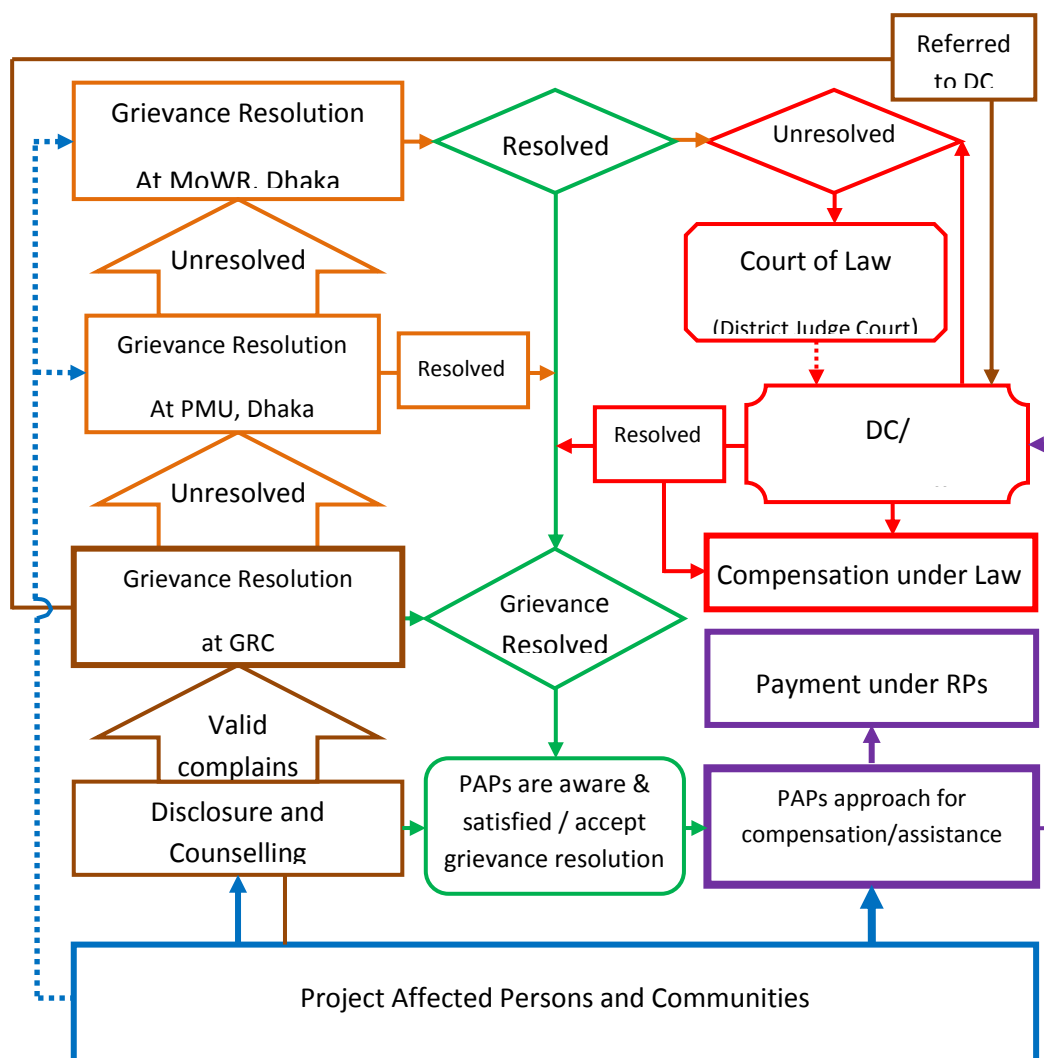 Referred
to DC
Grievance Resolution
At MoWR, Dhaka
Resolved
Unresolved
Unresolved
Court of Law
(District Judge Court)
Grievance Resolution
At PMU, Dhaka
Resolved
Resolved
DC/
Unresolved
Grievance Resolution
at GRC
Grievance
Resolved
Compensation under Law
Payment under RPs
Valid
complains
Disclosure and
Counselling
PAPs are aware &
satisfied / accept
grievance resolution
PAPs approach for
compensation/assistance
Project Affected Persons and Communities